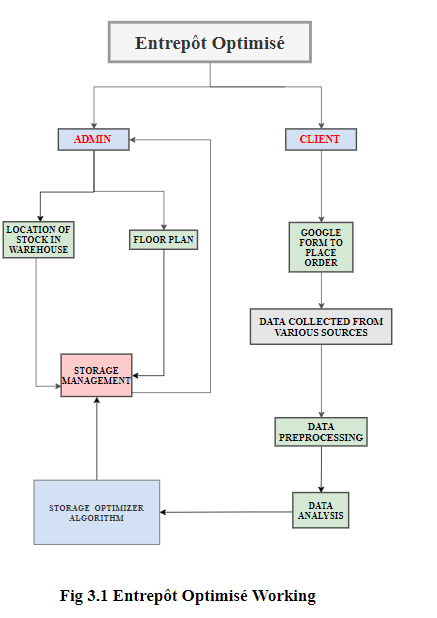 Entrepôt Optimisé
ADMIN
CLIENT
LOCATION OF
STOCK IN
WAREHOUSE
FLOOR PLAN
GOOGLE
FORM TO
PLACE
ORDER
DATA COLLECTED FROM
VARIOUS SOURCES
STORAGE
MANAGEMENT
DATA
PREPROCESSING
STORAGE OPTIMIZER
ALGORITHM
DATA
ANALYSIS
Fig 3.1 Entrepôt Optimisé Working